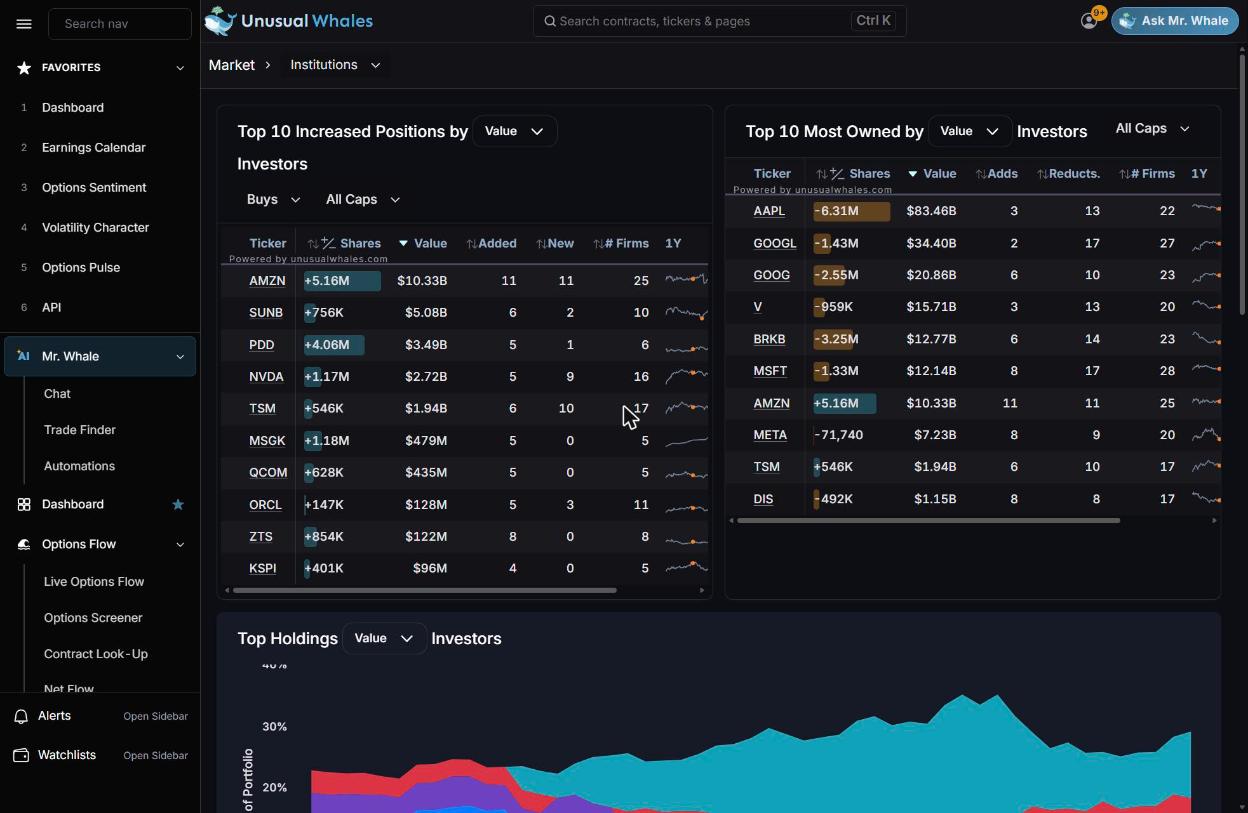 Search nav
Unusual Whales
Search contracts, tickers & pages
Ctrl K
9+
Ask Mr. Whale
FAVORITES
1 Dashboard
2 Earnings Calendar
3 Options Sentiment
4 Volatility Character
5 Options Pulse
6 API
AI Mr. Whale
Chat
Trade Finder
Automations
Dashboard
Options Flow
Live Options Flow
Options Screener
Contract Look-Up
Net Flow
Alerts Open Sidebar
Watchlists Open Sidebar
Market > Institutions
Top 10 Increased Positions by Value
Investors
Buys All Caps
Ticker +/- Shares Value Added New # Firms 1Y
Powered by unusualwhales.com
AMZN +5.16M $10.33B 11 11 25
SUNB +756K $5.08B 6 2 10
PDD +4.06M $3.49B 5 1 6
NVDA +1.17M $2.72B 5 9 16
TSM +546K $1.94B 6 10 17
MSGK +1.18M $479M 5 0 5
QCOM +628K $435M 5 0 5
ORCL +147K $128M 5 3 11
ZTS +854K $122M 8 0 8
KSPI +401K $96M 4 0 5
Top 10 Most Owned by Value Investors All Caps
Ticker +/- Shares Value Adds Reducts. # Firms 1Y
Powered by unusualwhales.com
AAPL -6.31M $83.46B 3 13 22
GOOGL -1.43M $34.40B 2 17 27
GOOG -2.55M $20.86B 6 10 23
V -959K $15.71B 3 13 20
BRKB -3.25M $12.77B 6 14 23
MSFT -1.33M $12.14B 8 17 28
AMZN +5.16M $10.33B 11 11 25
META -71,740 $7.23B 8 9 20
TSM +546K $1.94B 6 10 17
DIS -492K $1.15B 8 8 17
Top Holdings Value Investors
40%
30%
20%
of Portfolio